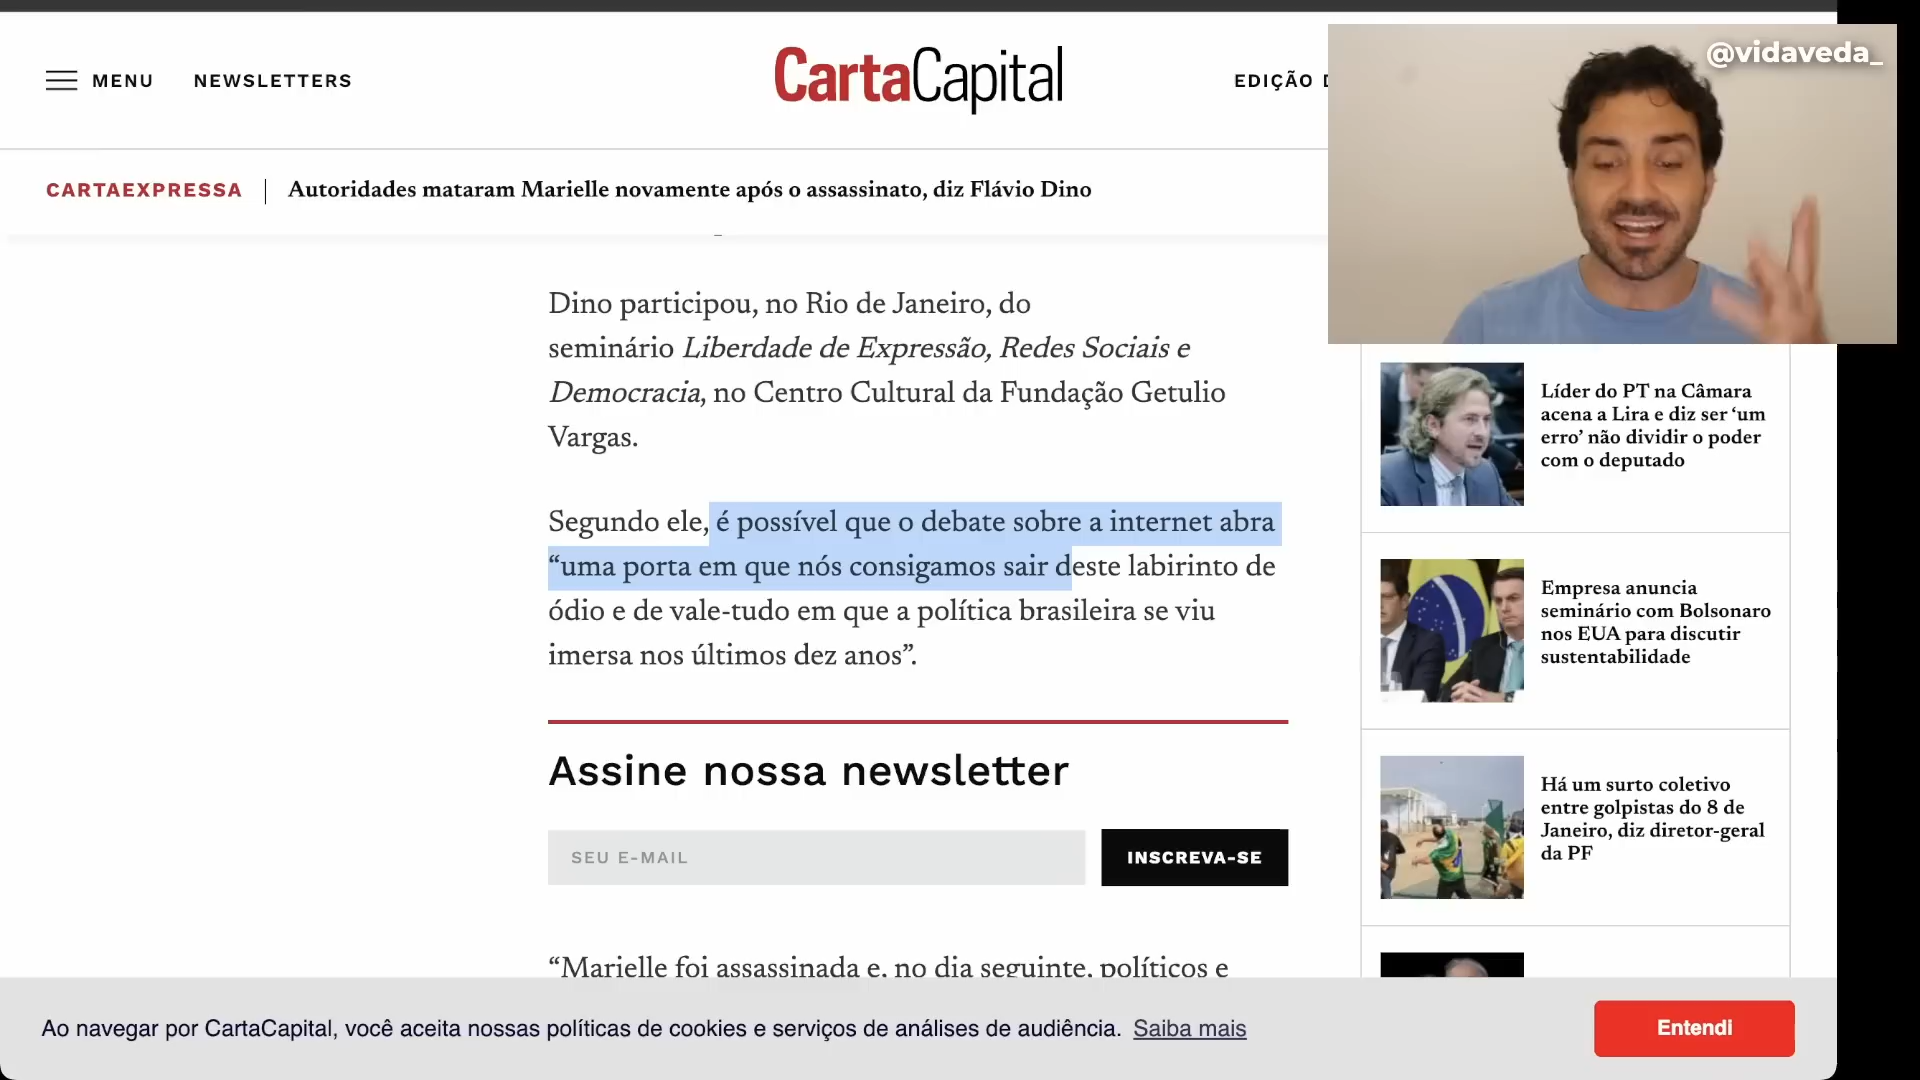 MENU
NEWSLETTERS
CartaCapital
EDIÇÃO
@vidaveda_
CARTAEXPRESSA
Autoridades mataram Marielle novamente após o assassinato, diz Flávio Dino
Dino participou, no Rio de Janeiro, do
seminário Liberdade de Expressão, Redes Sociais e
Democracia, no Centro Cultural da Fundação Getulio
Vargas.
Segundo ele, é possível que o debate sobre a internet abra
“uma porta em que nós consigamos sair deste labirinto de
ódio e de vale-tudo em que a política brasileira se viu
imersa nos últimos dez anos”.
Assine nossa newsletter
SEU E-MAIL
INSCREVA-SE
“Marielle foi assassinada e, no dia seguinte, políticos e
Líder do PT na Câmara
acena a Lira e diz ser ‘um
erro’ não dividir o poder
com o deputado
Empresa anuncia
seminário com Bolsonaro
nos EUA para discutir
sustentabilidade
Há um surto coletivo
entre golpistas do 8 de
Janeiro, diz diretor-geral
da PF
Ao navegar por CartaCapital, você aceita nossas políticas de cookies e serviços de análises de audiência. Saiba mais
Entendi